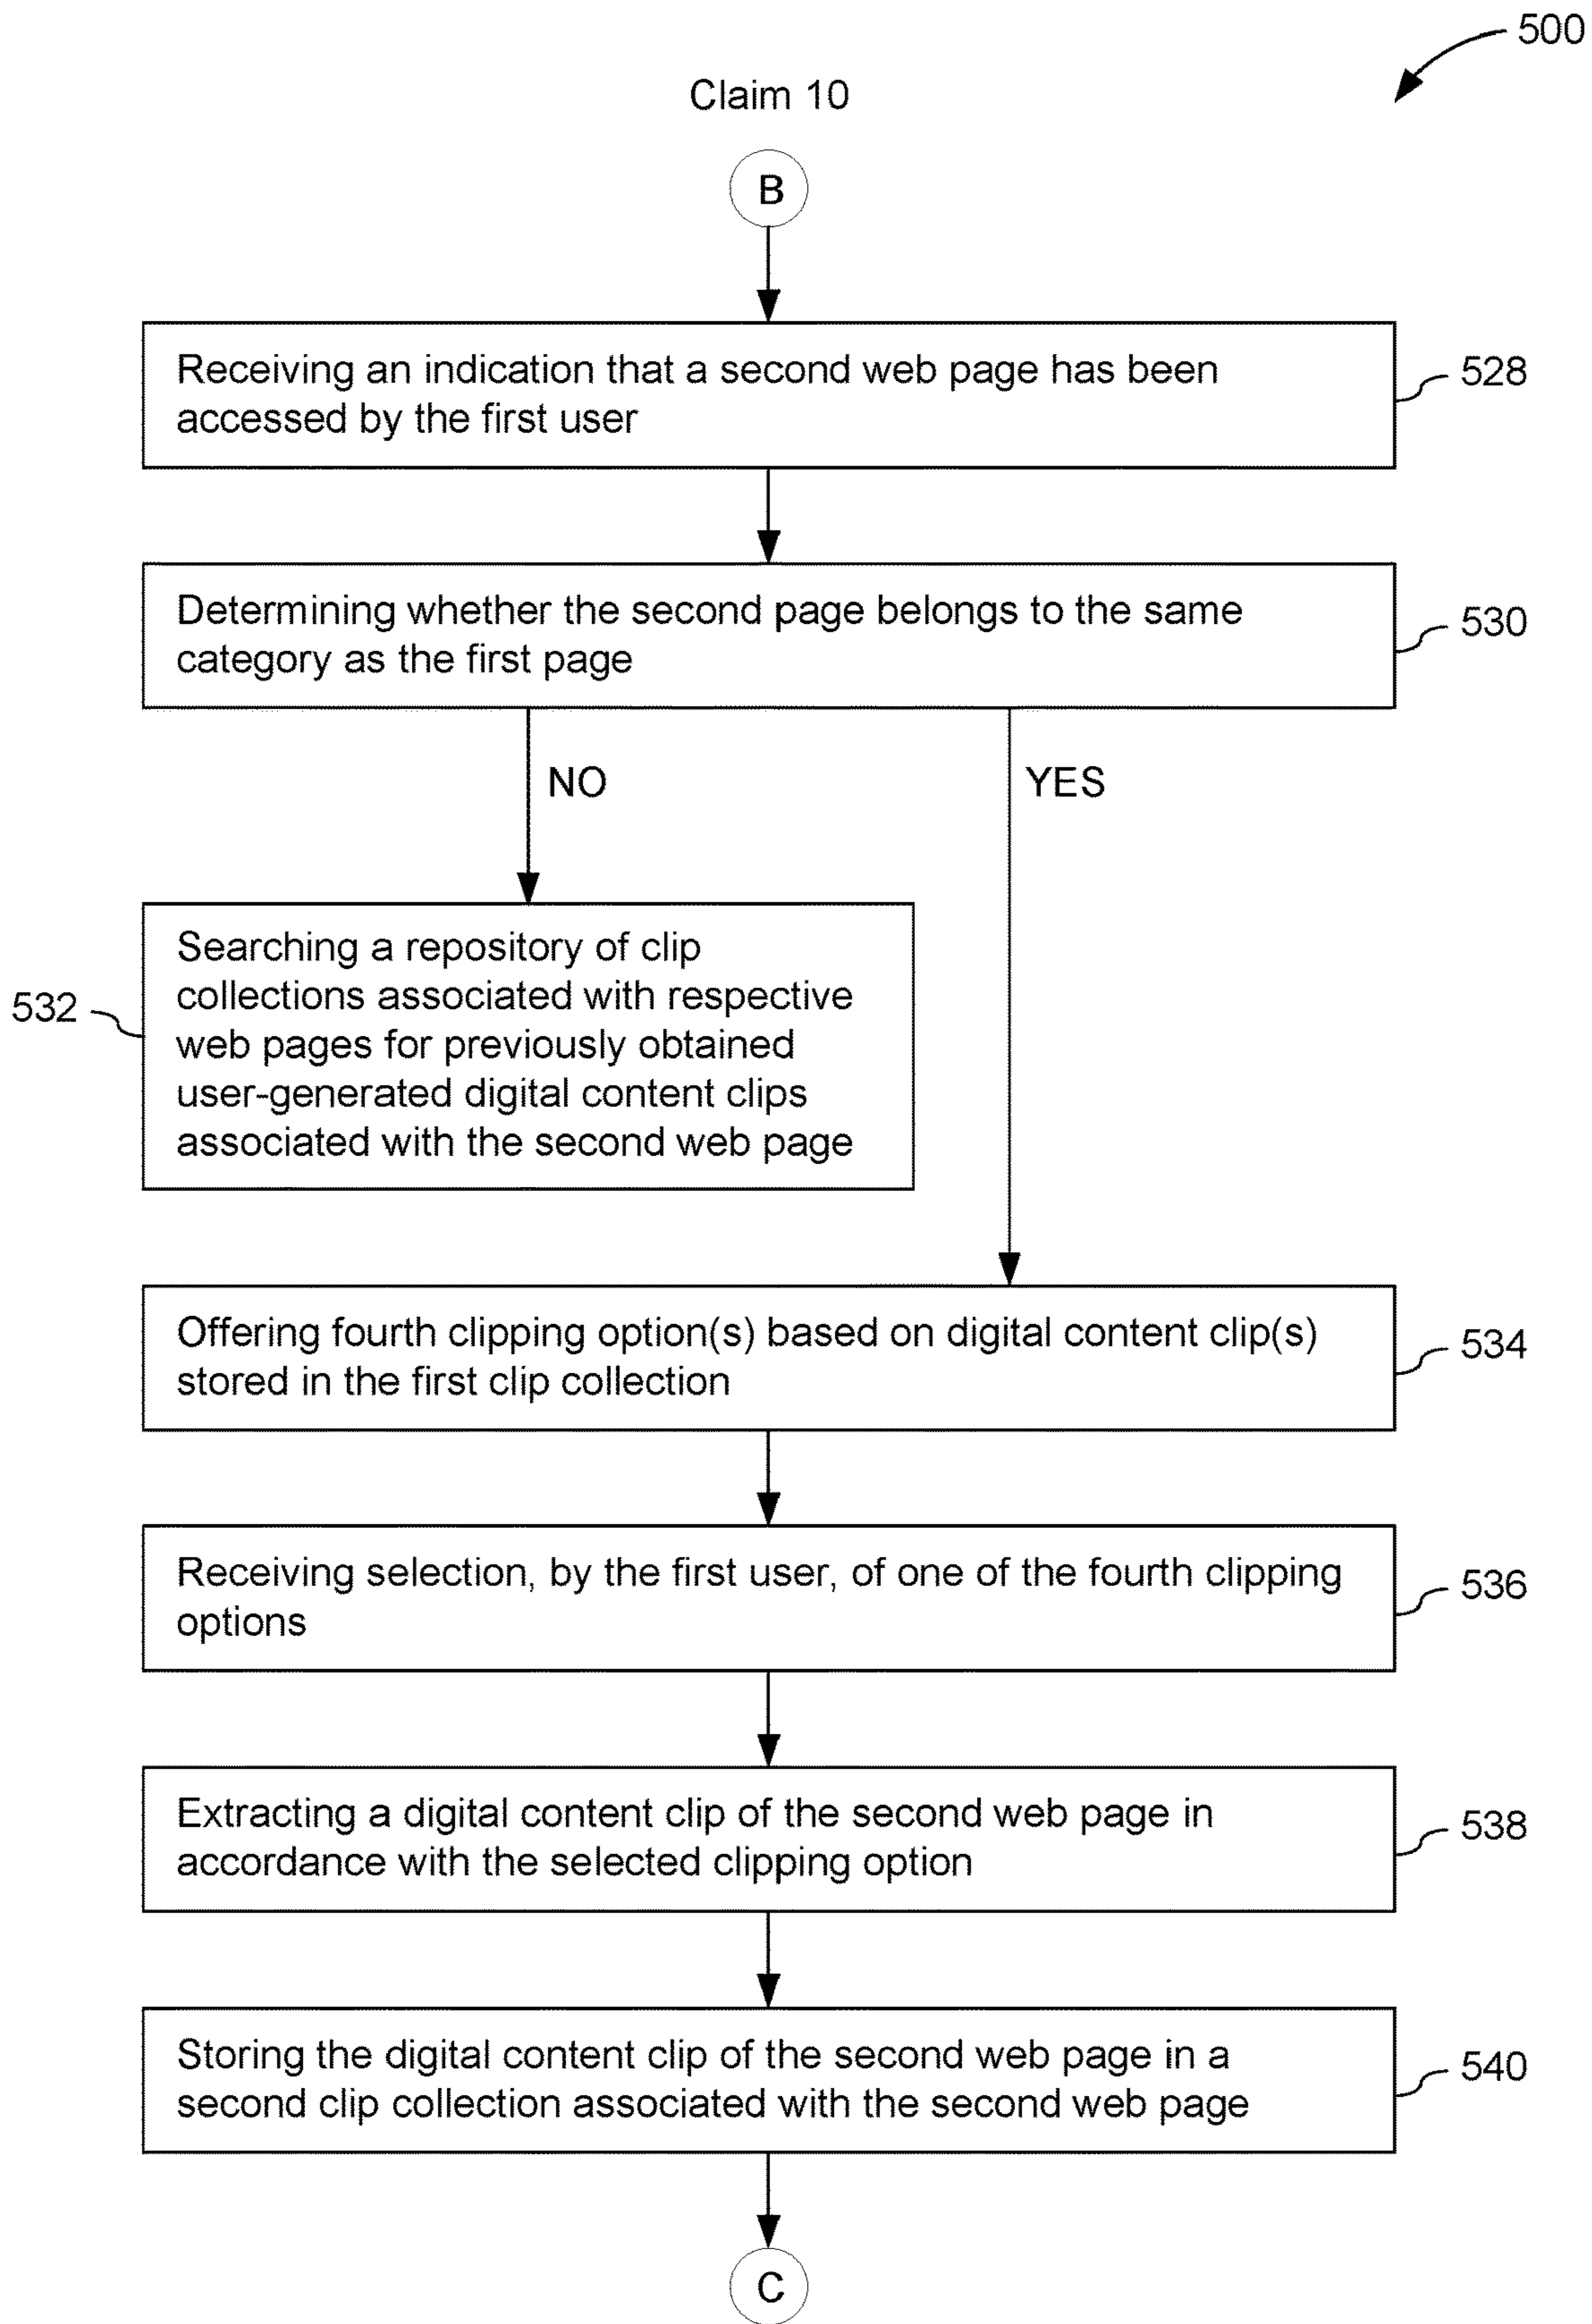 500
Claim 10
B
Receiving an indication that a second web page has been
accessed by the first user
528
Determining whether the second page belongs to the same
category as the first page
530
NO
YES
Searching a repository of clip
collections associated with respective
web pages for previously obtained
user-generated digital content clips
associated with the second web page
532
Offering fourth clipping option(s) based on digital content clip(s)
stored in the first clip collection
534
Receiving selection, by the first user, of one of the fourth clipping
options
536
Extracting a digital content clip of the second web page in
accordance with the selected clipping option
538
Storing the digital content clip of the second web page in a
second clip collection associated with the second web page
540
C